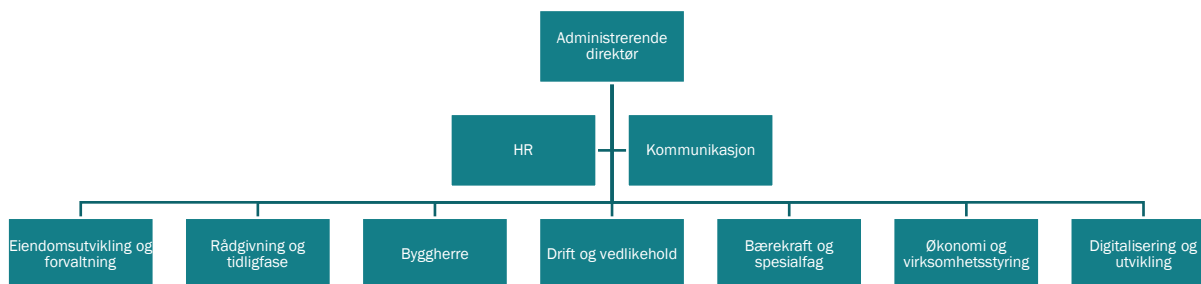 Administrerende
direktør
HR
Kommunikasjon
Eiendomsutvikling og
forvaltning
Rådgivning og
tidligfase
Byggherre
Drift og vedlikehold
Bærekraft og
spesialfag
Økonomi og
virksomhetsstyring
Digitalisering og
utvikling